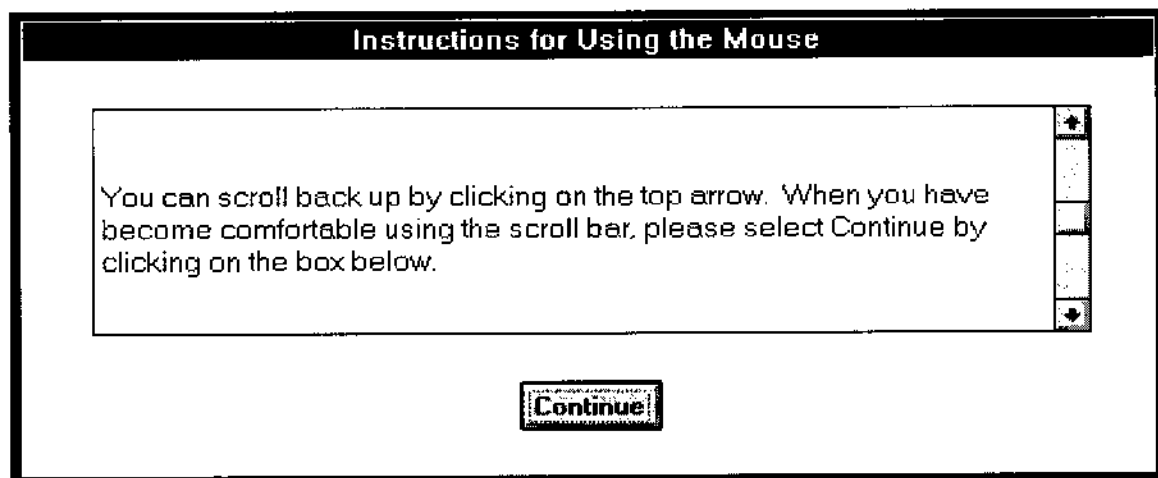 Instructions for Using the Mouse
You can scroll back up by clicking on the top arrow. When you have
become comfortable using the scroll bar, please select Continue by
clicking on the box below.
Continue